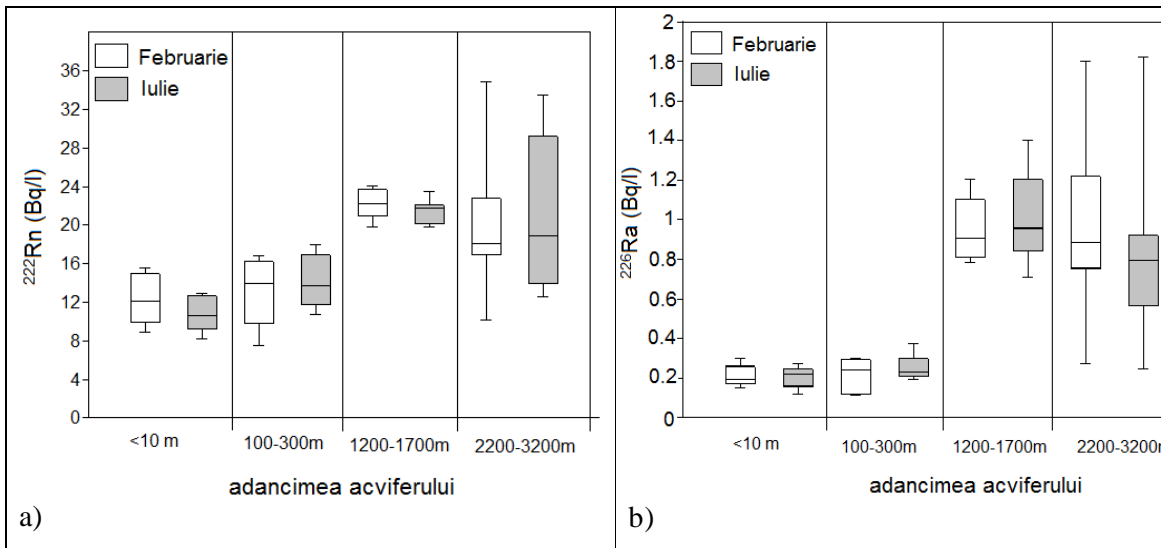 Februarie
Iulie
36
32
28
24
20
16
12
8
4
0
²²²Rn (Bq/l)
<10 m
100-300m
1200-1700m
2200-3200m
adancimea acviferului
a)
Februarie
Iulie
2
1.8
1.6
1.4
1.2
1
0.8
0.6
0.4
0.2
0
²²⁶Ra (Bq/l)
<10 m
100-300m
1200-1700m
2200-3200m
adancimea acviferului
b)